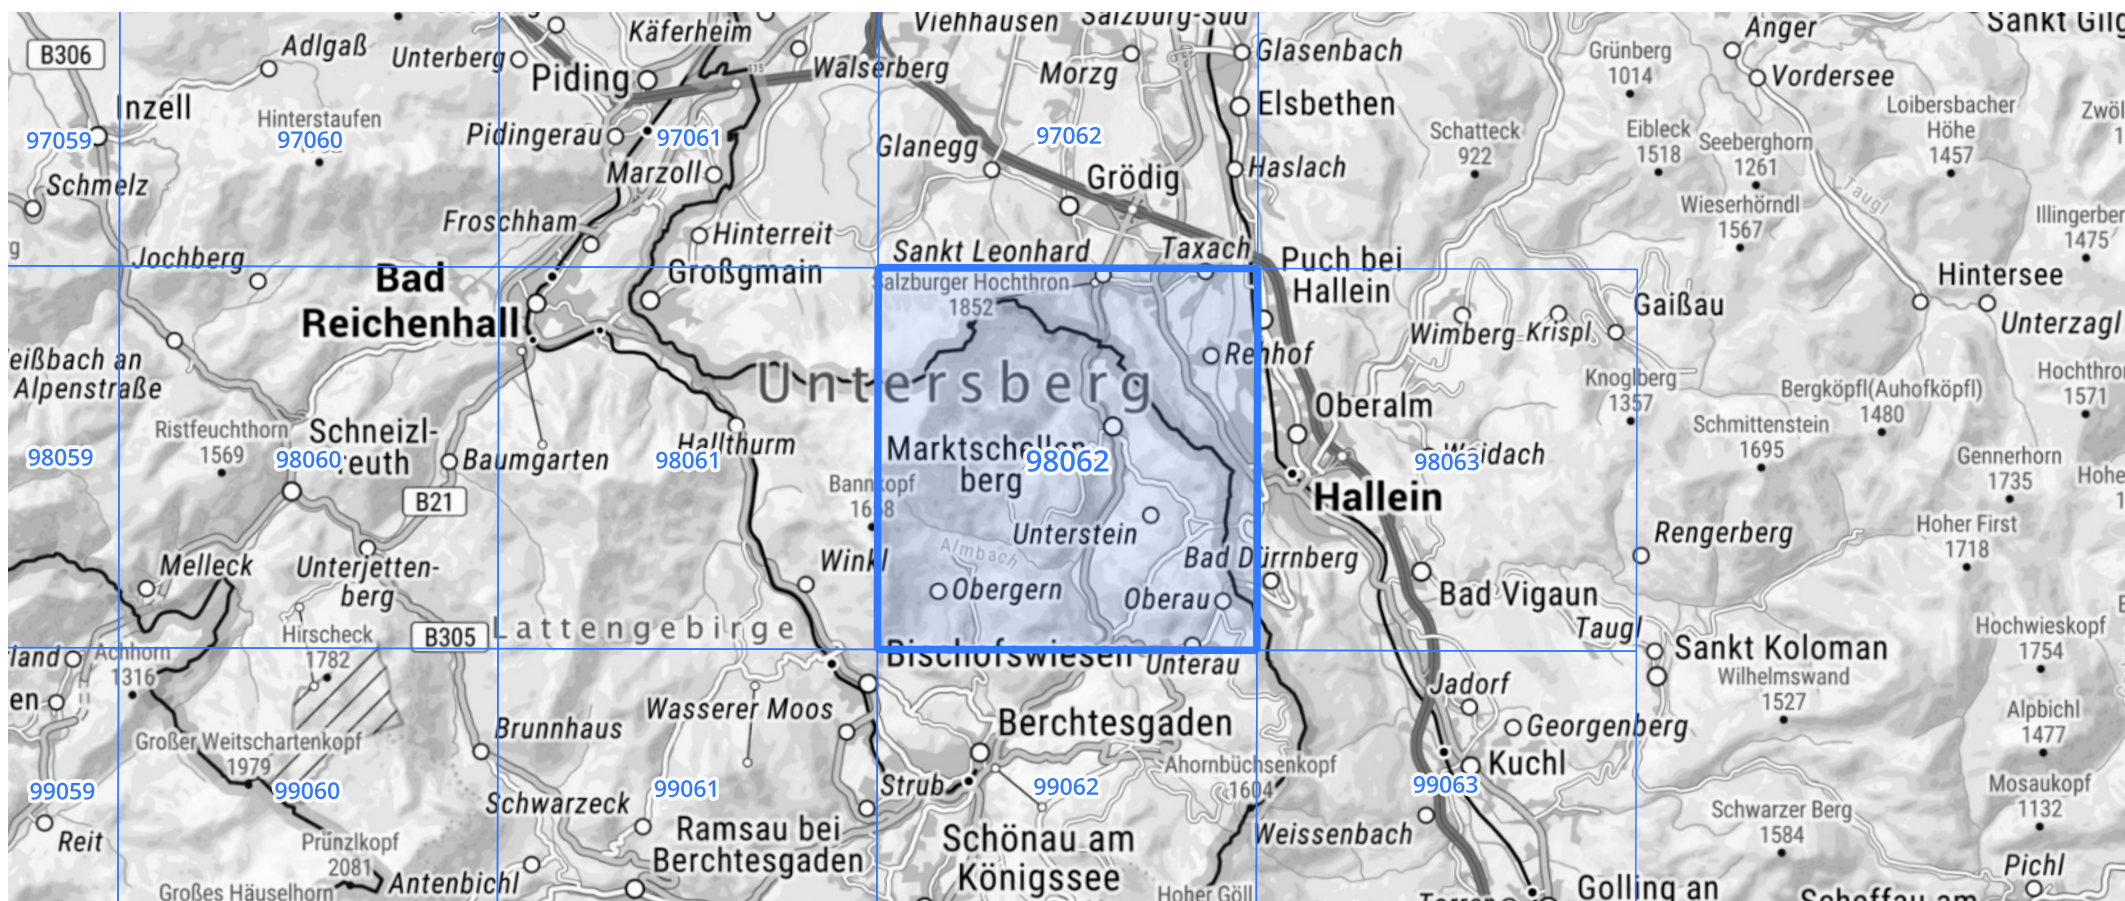 Viehhausen
Salzburg-Süd
Anger
B306
Adlgaß
Unterberg
Käferheim
Glasenbach
Grünberg
1014
Piding
115
Walserberg
Morzg
Vordersee
Inzell
Hinterstaufen
Elsbethen
Loibersbacher
Höhe
1457
97059
97060
Pidingerau
97061
Glanegg
97062
Schatteck
922
Eibleck
1518
Seeberghorn
1261
Schmelz
Marzoll
Grödig
Haslach
Taugl
Wieserhörndl
1567
Froschham
Hinterreit
1475
Jochberg
Sankt Leonhard
Taxach
Puch bei
Hallein
Bad
Reichenhall
Großgmain
Salzburger Hochthron
1852
Hintersee
Gaißau
Wimberg
Krispl
Unterzagl
Alpenstraße
Rehhof
Untersberg
Knoglberg
1357
Bergköpfl(Auhofköpfl)
1480
1571
Oberalm
Ristfeuchthorn
1569
Schneizl-
reuth
Hallthurm
Marktschellen-
berg
Schmittenstein
1695
98059
98060
Baumgarten
98061
98062
98063
Weidach
Gennerhorn
1735
B21
Bannkopf
Hallein
Unterstein
Almbach
Rengerberg
Hoher First
1718
Melleck
Unterjetten-
berg
Winkl
Bad Dürrnberg
Obergern
Oberau
Bad Vigaun
Hirscheck
1782
B305
Lattengebirge
Taugl
Hochwieskopf
1754
Achhorn
1316
Bischofswiesen
Unterau
Sankt Koloman
Wilhelmswand
1527
Jadorf
Wasserer Moos
Brunnhaus
Berchtesgaden
Georgenberg
Alpbichl
1477
Großer Weitschartenkopf
1979
Ahornbüchsenkopf
1604
Kuchl
99059
99060
99061
Strub
99062
99063
Mosaukopf
1132
Schwarzeck
Reit
Prünzlkopf
2081
Ramsau bei
Berchtesgaden
Schönau am
Königssee
Weissenbach
Schwarzer Berg
1584
Großes Häuselhorn
Antenbichl
Hoher Göll
Golling an
Pichl